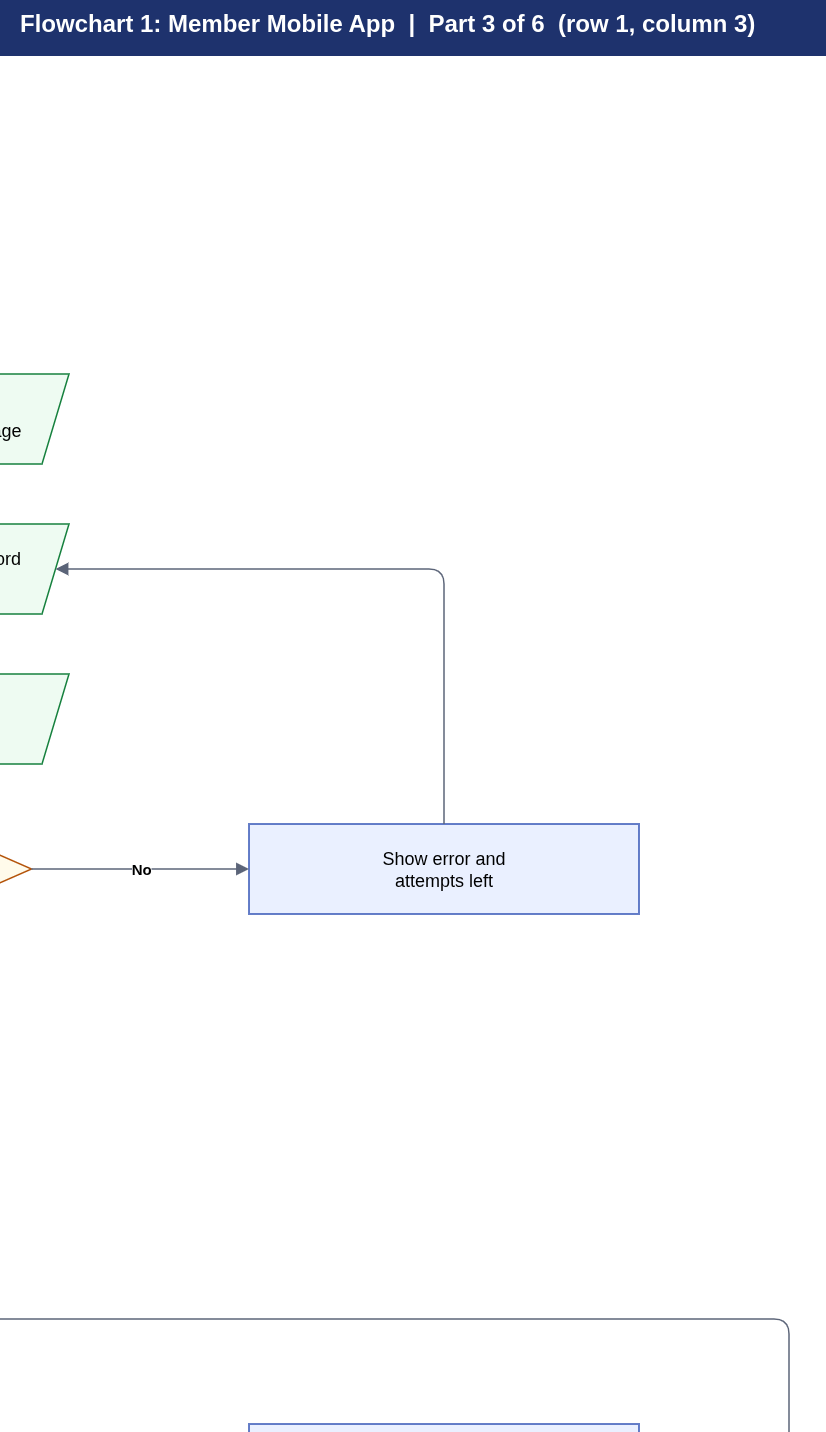 Flowchart 1: Member Mobile App | Part 3 of 6 (row 1, column 3)
No
Show error and
attempts left